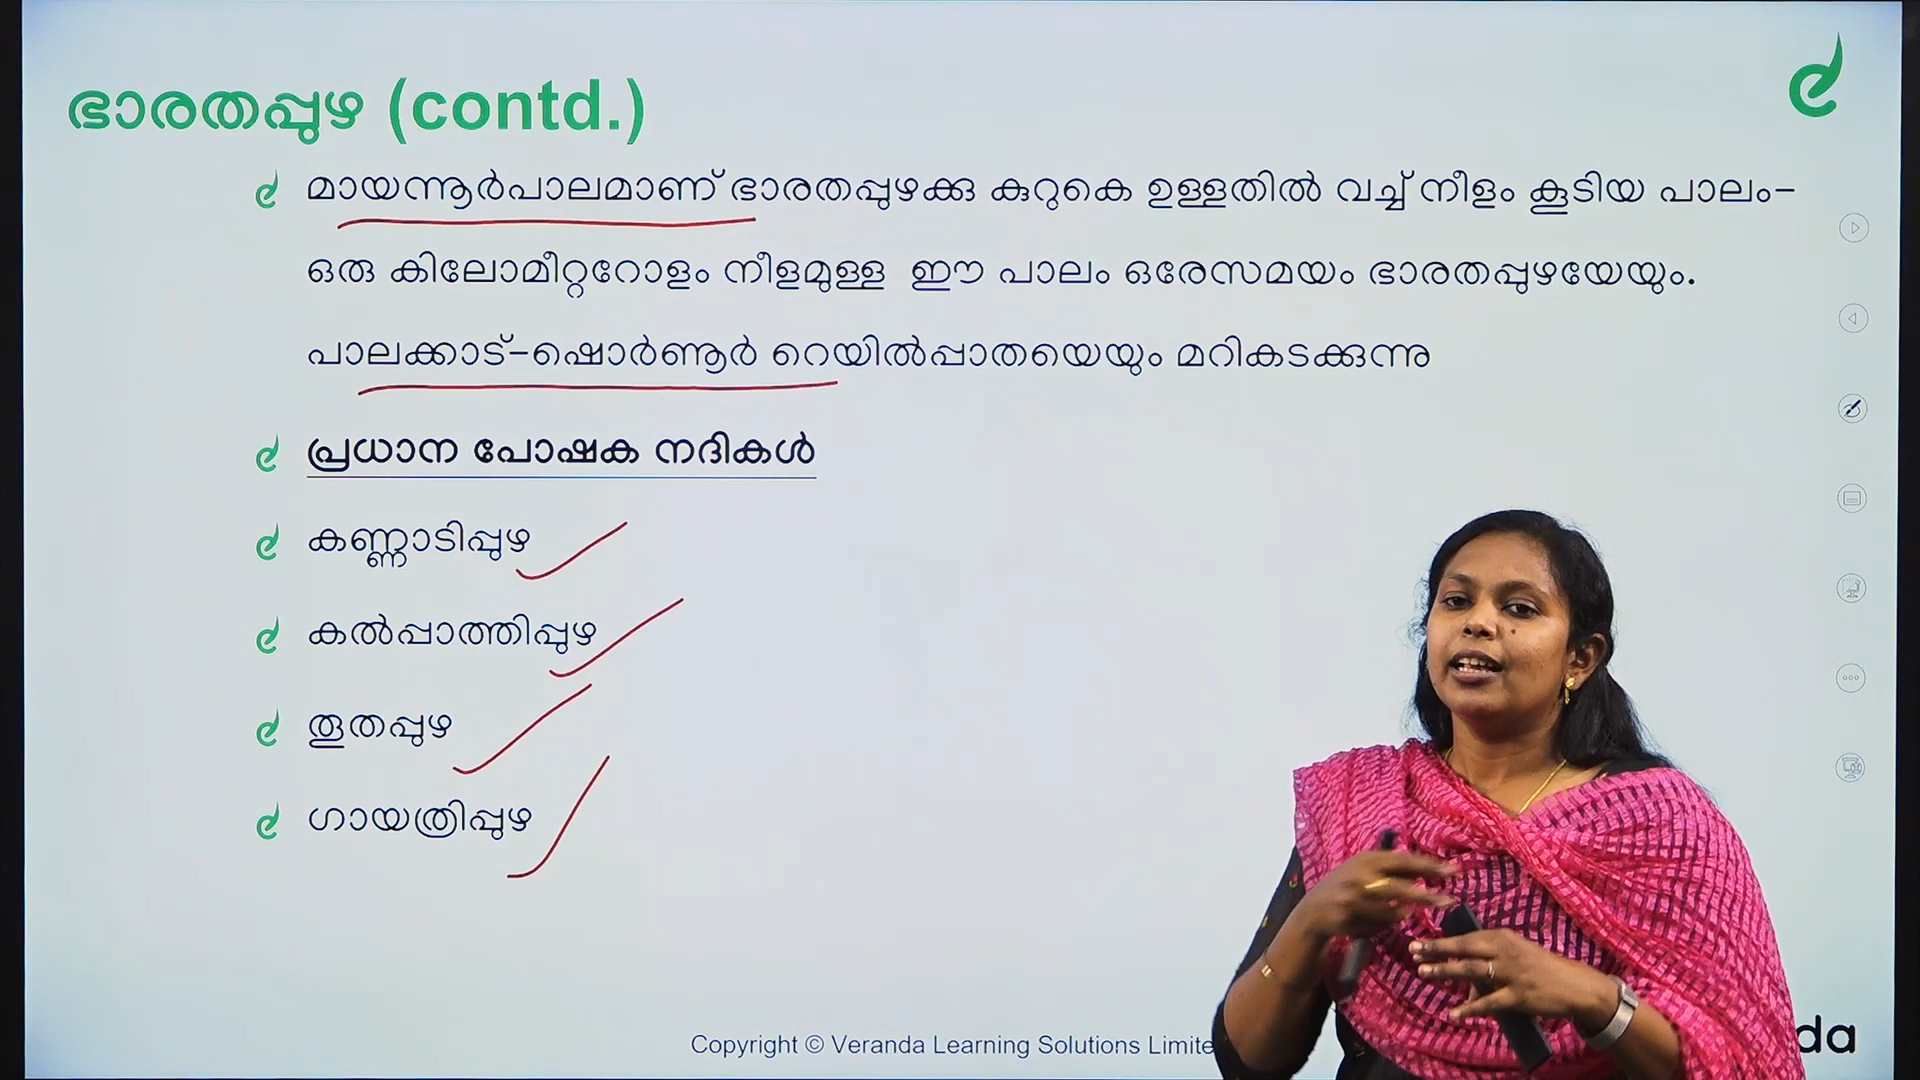 ഭാരതപ്പുഴ (contd.)
മായന്നൂർപാലമാണ് ഭാരതപ്പുഴക്കു കുറുകെ ഉള്ളതിൽ വച്ച് നീളം കൂടിയ പാലം-
ഒരു കിലോമീറ്ററോളം നീളമുള്ള ഈ പാലം ഒരേസമയം ഭാരതപ്പുഴയേയും.
പാലക്കാട്-ഷൊർണൂർ റെയിൽപ്പാതയെയും മറികടക്കുന്നു
പ്രധാന പോഷക നദികൾ
കണ്ണാടിപ്പുഴ
കൽപ്പാത്തിപ്പുഴ
തൂതപ്പുഴ
ഗായത്രിപ്പുഴ
Copyright © Veranda Learning Solutions Limite
da